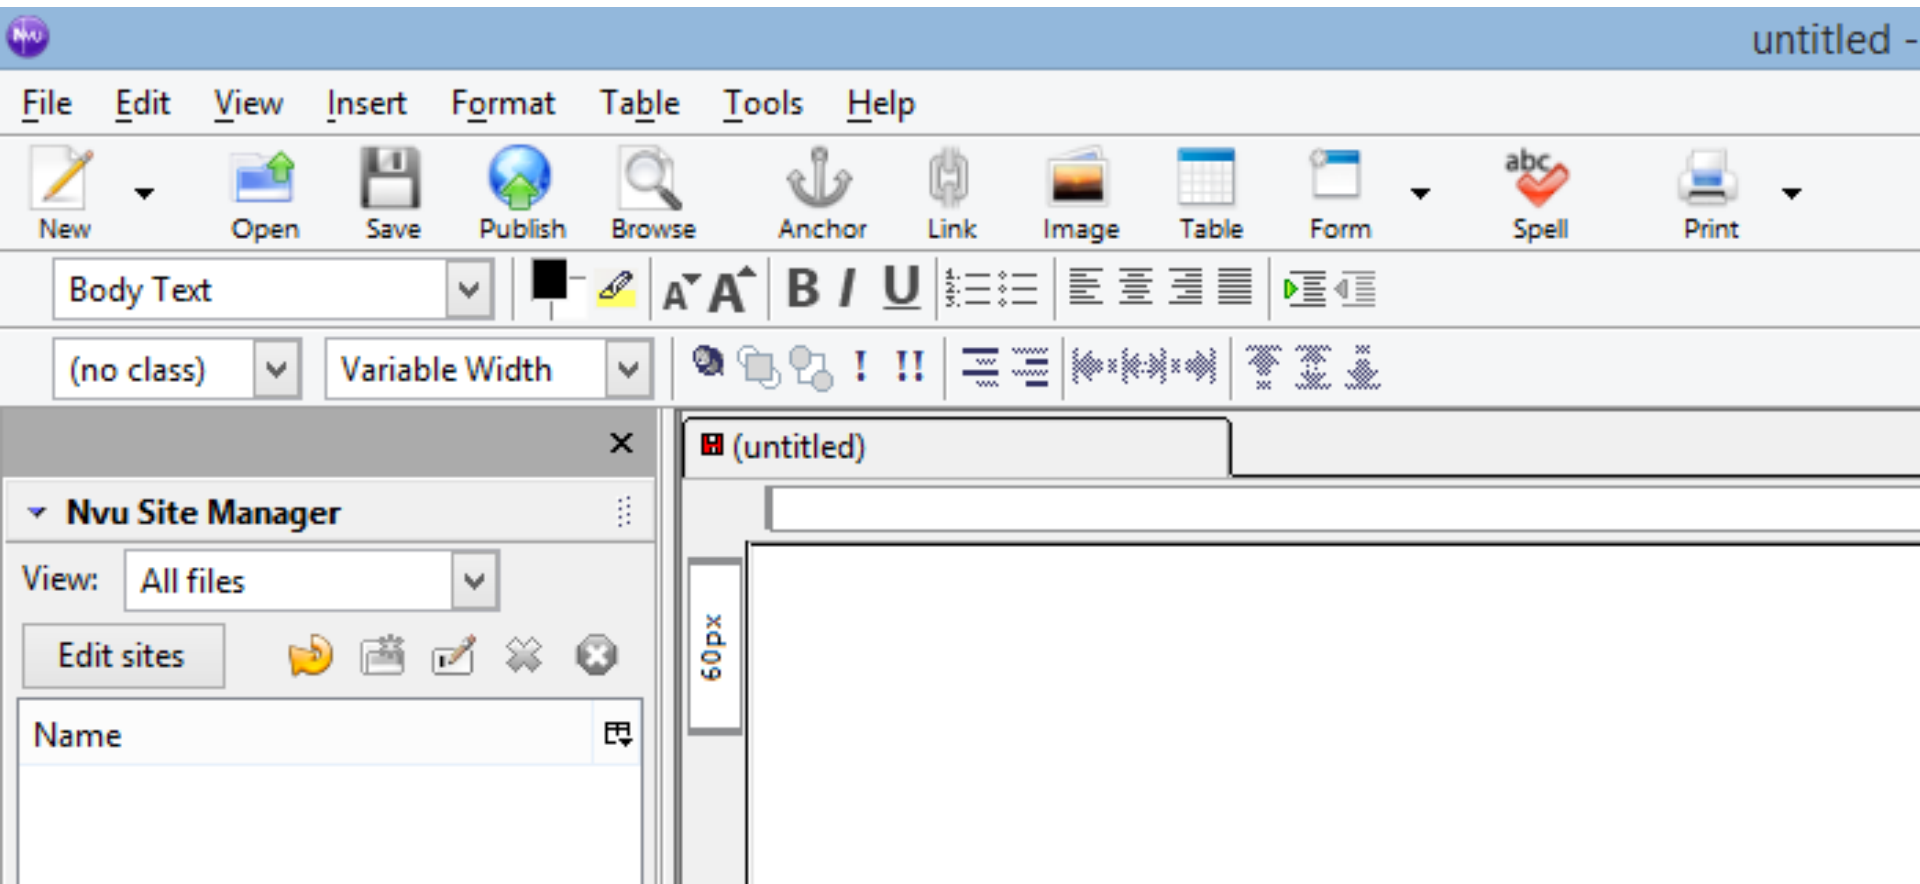 Nvu
untitled -
File Edit View Insert Format Table Tools Help
abc
New Open Save Publish Browse Anchor Link Image Table Form Spell Print
Body Text A A B I U
(no class) Variable Width ! !!
(untitled)
Nvu Site Manager
View: All files
Edit sites
60px
Name